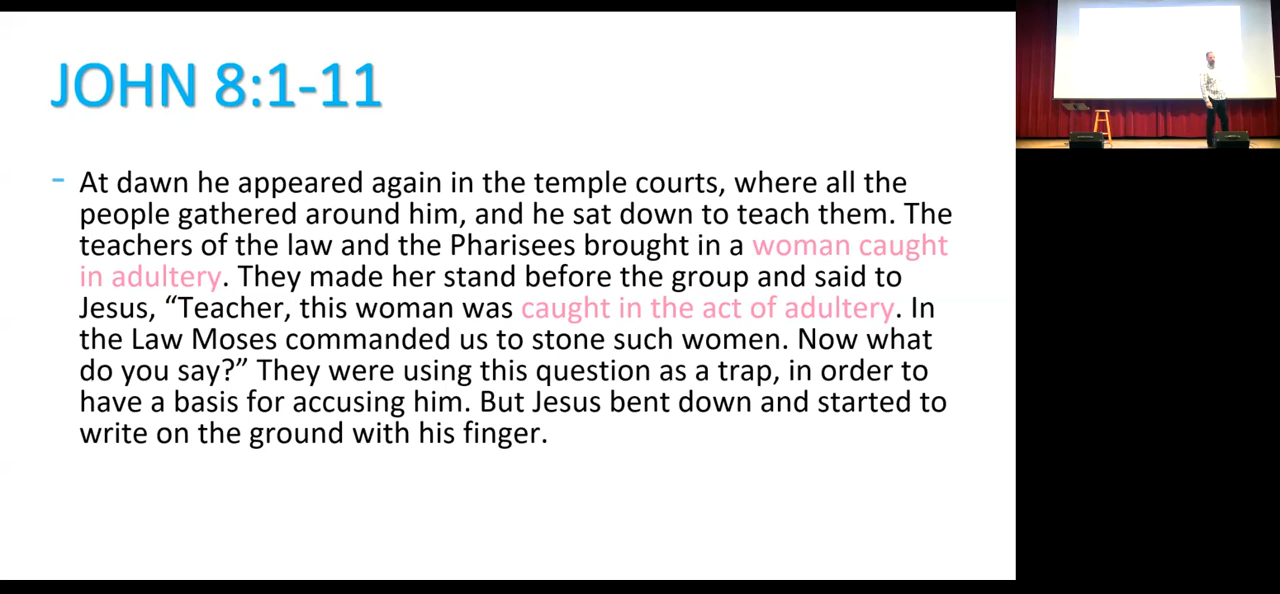 JOHN 8:1-11
- At dawn he appeared again in the temple courts, where all the
people gathered around him, and he sat down to teach them. The
teachers of the law and the Pharisees brought in a woman caught
in adultery. They made her stand before the group and said to
Jesus, “Teacher, this woman was caught in the act of adultery. In
the Law Moses commanded us to stone such women. Now what
do you say?” They were using this question as a trap, in order to
have a basis for accusing him. But Jesus bent down and started to
write on the ground with his finger.